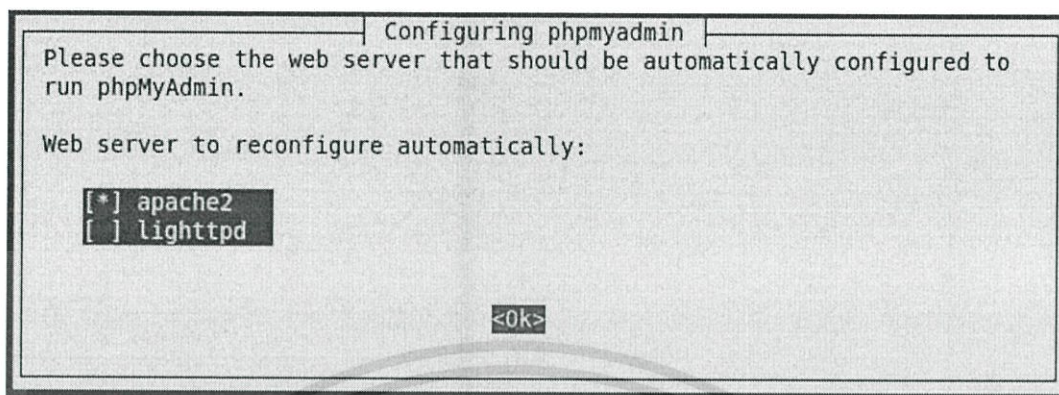 Configuring phpmyadmin
Please choose the web server that should be automatically configured to
run phpMyAdmin.
Web server to reconfigure automatically:
[*] apache2
[ ] lighttpd
<Ok>